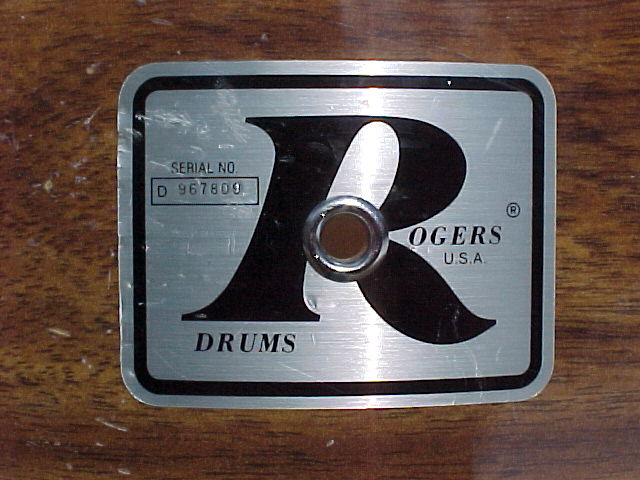 SERIAL NO.
D 967809
ROGERS ®
U.S.A.
DRUMS